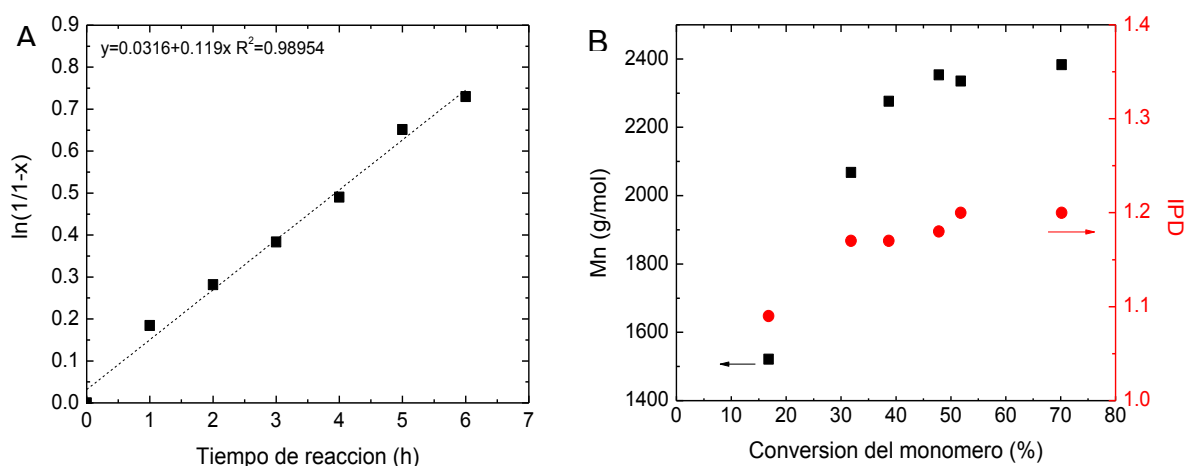 A
y=0.0316+0.119x R²=0.98954
0.9
0.8
0.7
0.6
0.5
0.4
0.3
0.2
0.1
0.0
ln(1/1-x)
0 1 2 3 4 5 6 7
Tiempo de reaccion (h)
B
2400
2200
2000
1800
1600
1400
Mn (g/mol)
1.4
1.3
1.2
1.1
1.0
IPD
0 10 20 30 40 50 60 70 80
Conversion del monomero (%)